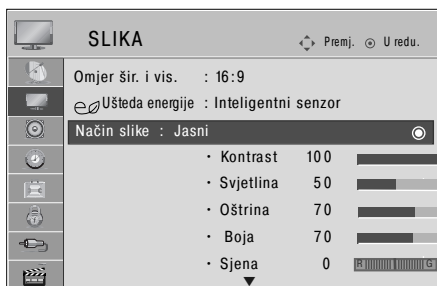 SLIKA
Premj. U redu.
Omjer šir. i vis. : 16:9
Ušteda energije : Inteligentni senzor
Način slike : Jasni
• Kontrast 100
• Svjetlina 50
• Oštrina 70
• Boja 70
• Sjena 0 R G